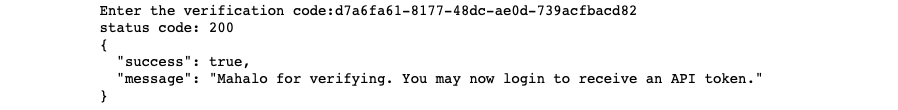 Enter the verification code:d7a6fa61-8177-48dc-ae0d-739acfbacd82
status code: 200
{
  "success": true,
  "message": "Mahalo for verifying. You may now login to receive an API token."
}